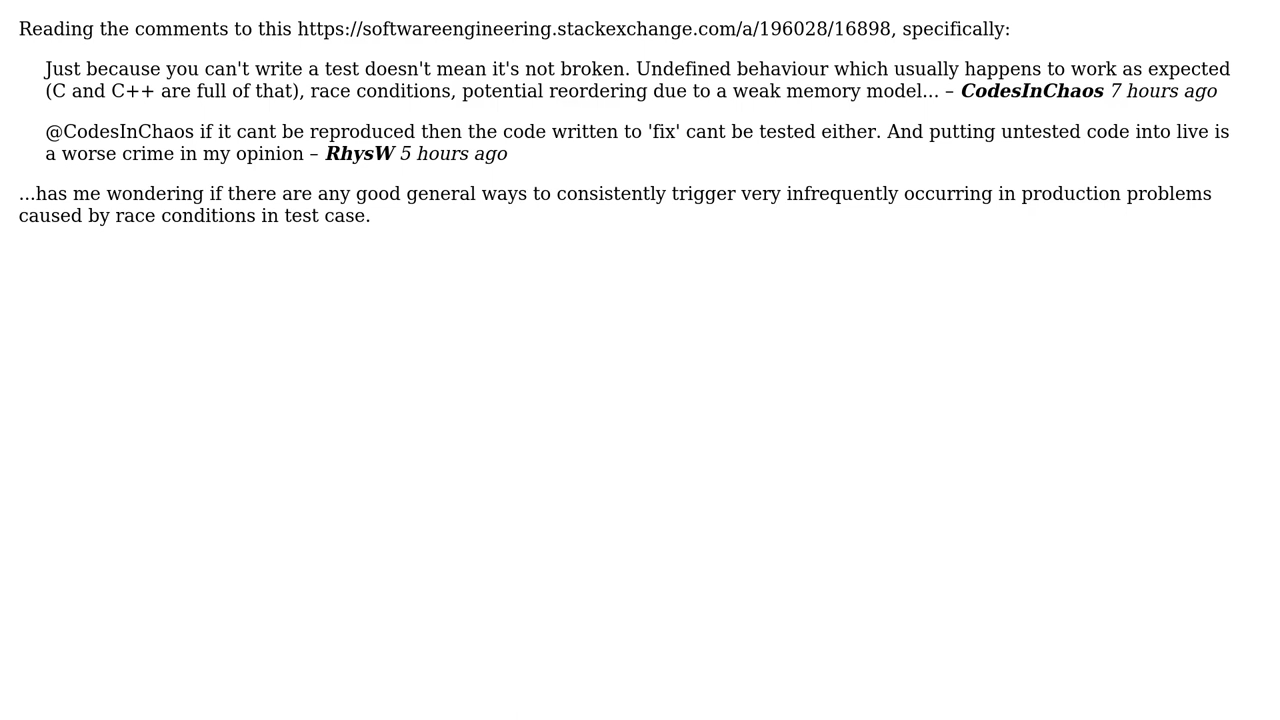 Reading the comments to this https://softwareengineering.stackexchange.com/a/196028/16898, specifically:
Just because you can't write a test doesn't mean it's not broken. Undefined behaviour which usually happens to work as expected
(C and C++ are full of that), race conditions, potential reordering due to a weak memory model... – CodesInChaos 7 hours ago
@CodesInChaos if it cant be reproduced then the code written to 'fix' cant be tested either. And putting untested code into live is
a worse crime in my opinion – RhysW 5 hours ago
...has me wondering if there are any good general ways to consistently trigger very infrequently occurring in production problems
caused by race conditions in test case.